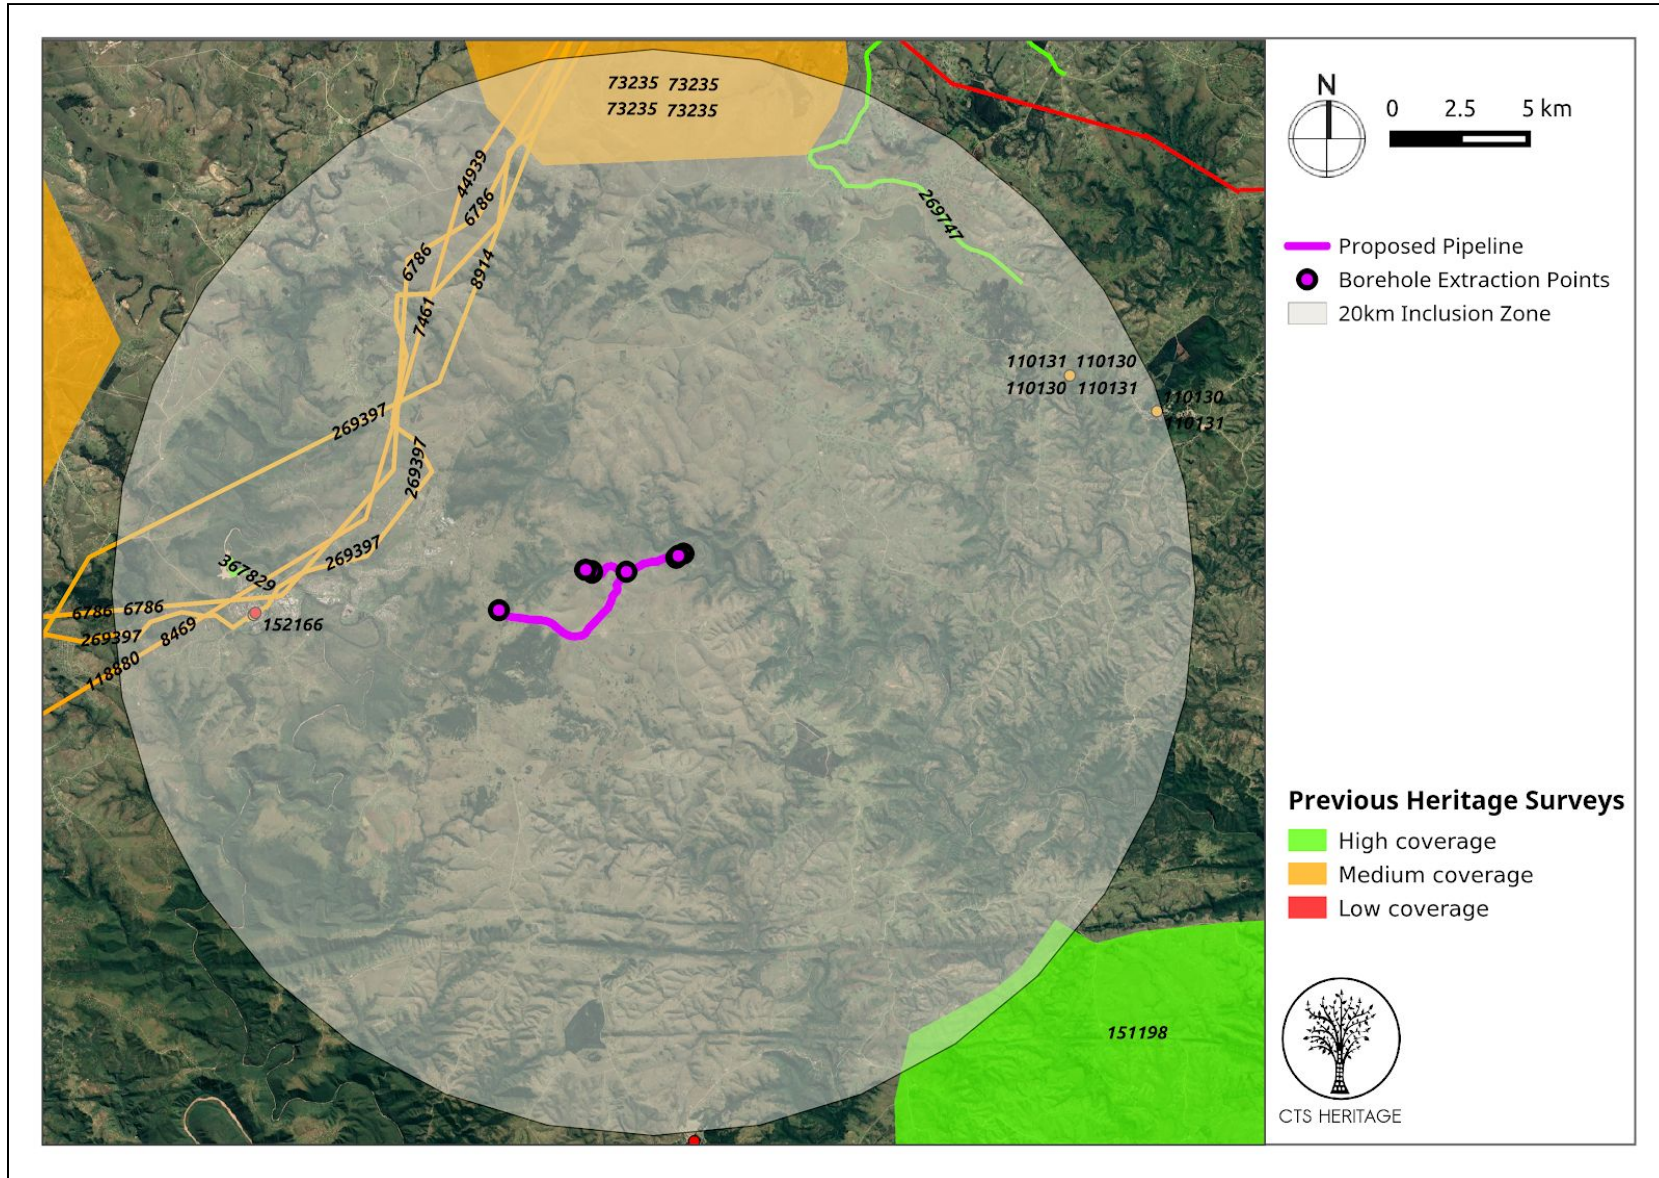 73235 73235
73235 73235
44939
6786
6786
8914
7461
269747
110131 110130
110130 110131
110130
110131
269397
269397
269397
367829
6786 6786
269397
8469
118880
152166
151198
N
0 2.5 5 km
Proposed Pipeline
Borehole Extraction Points
20km Inclusion Zone
Previous Heritage Surveys
High coverage
Medium coverage
Low coverage
CTS HERITAGE